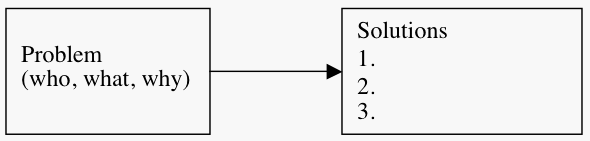 Problem
(who, what, why)
Solutions
1.
2.
3.